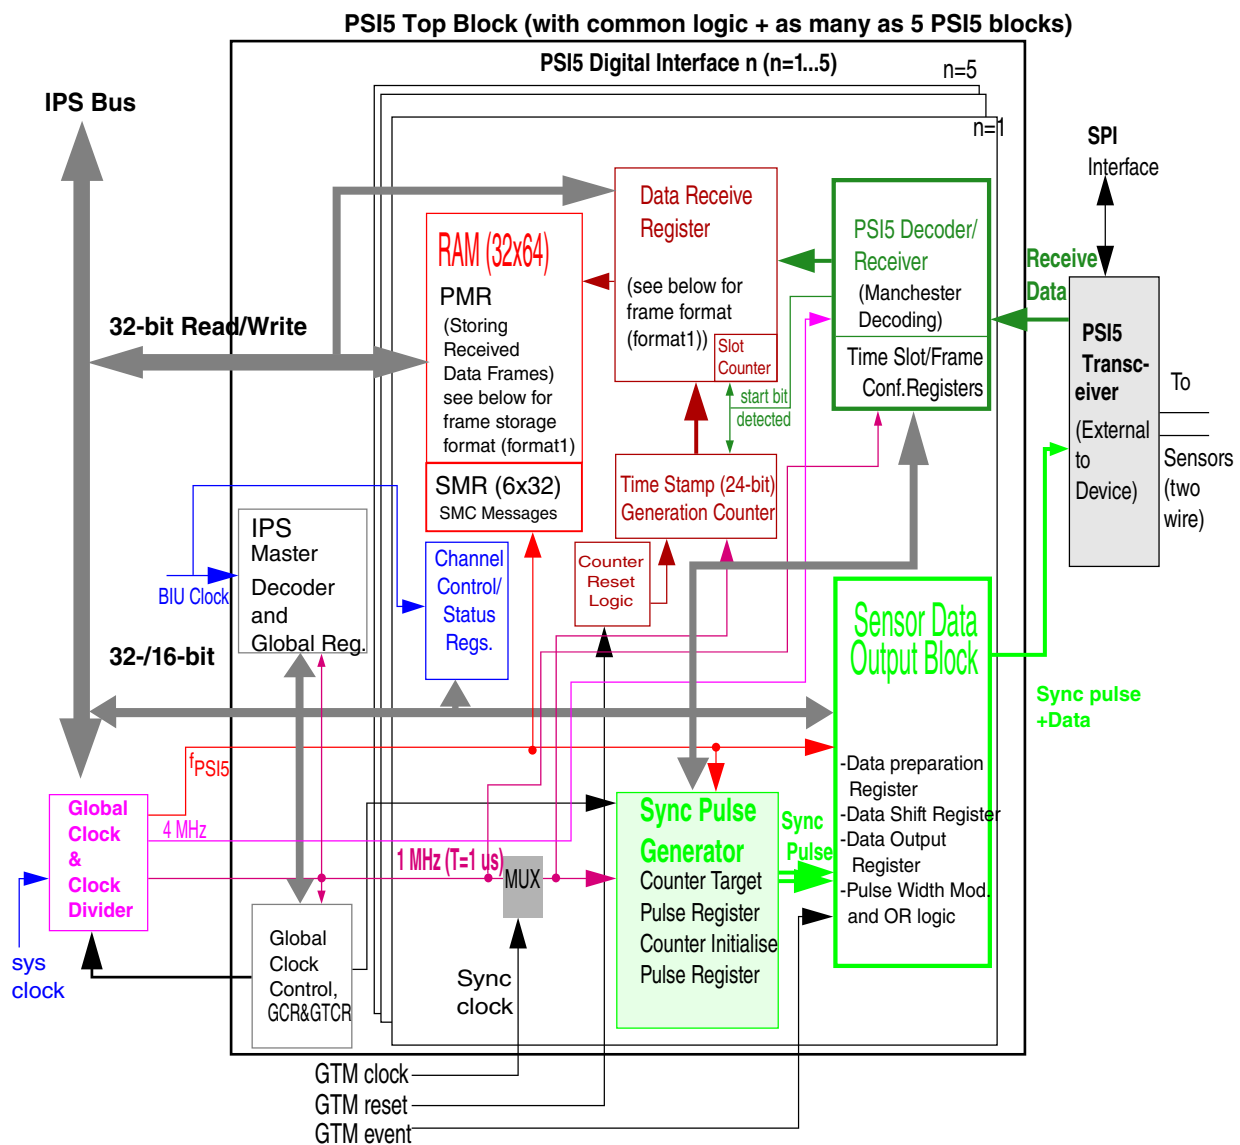 PSI5 Top Block (with common logic + as many as 5 PSI5 blocks)
PSI5 Digital Interface n (n=1...5)
n=5
n=1
IPS Bus
SPI
Interface
Data Receive
Register
(see below for
frame format
(format1))
Slot
Counter
PSI5 Decoder/
Receiver
(Manchester
Decoding)
Time Slot/Frame
Conf.Registers
Receive
Data
PSI5
Transc-
eiver
(External
to
Device)
To
Sensors
(two
wire)
RAM (32x64)
PMR
(Storing
Received
Data Frames)
see below for
frame storage
format (format1)
SMR (6x32)
SMC Messages
32-bit Read/Write
start bit
detected
Time Stamp (24-bit)
Generation Counter
IPS
Master
Decoder
and
Global Reg.
BIU Clock
Channel
Control/
Status
Regs.
Counter
Reset
Logic
32-/16-bit
Sensor Data
Output Block
-Data preparation
Register
-Data Shift Register
-Data Output
Register
-Pulse Width Mod.
and OR logic
Sync pulse
+Data
fPSI5
4 MHz
1 MHz (T=1 us)
Global
Clock
&
Clock
Divider
sys
clock
MUX
Sync
clock
Sync Pulse
Generator
Counter Target
Pulse Register
Counter Initialise
Pulse Register
Sync
Pulse
Global
Clock
Control,
GCR&GTCR
GTM clock
GTM reset
GTM event